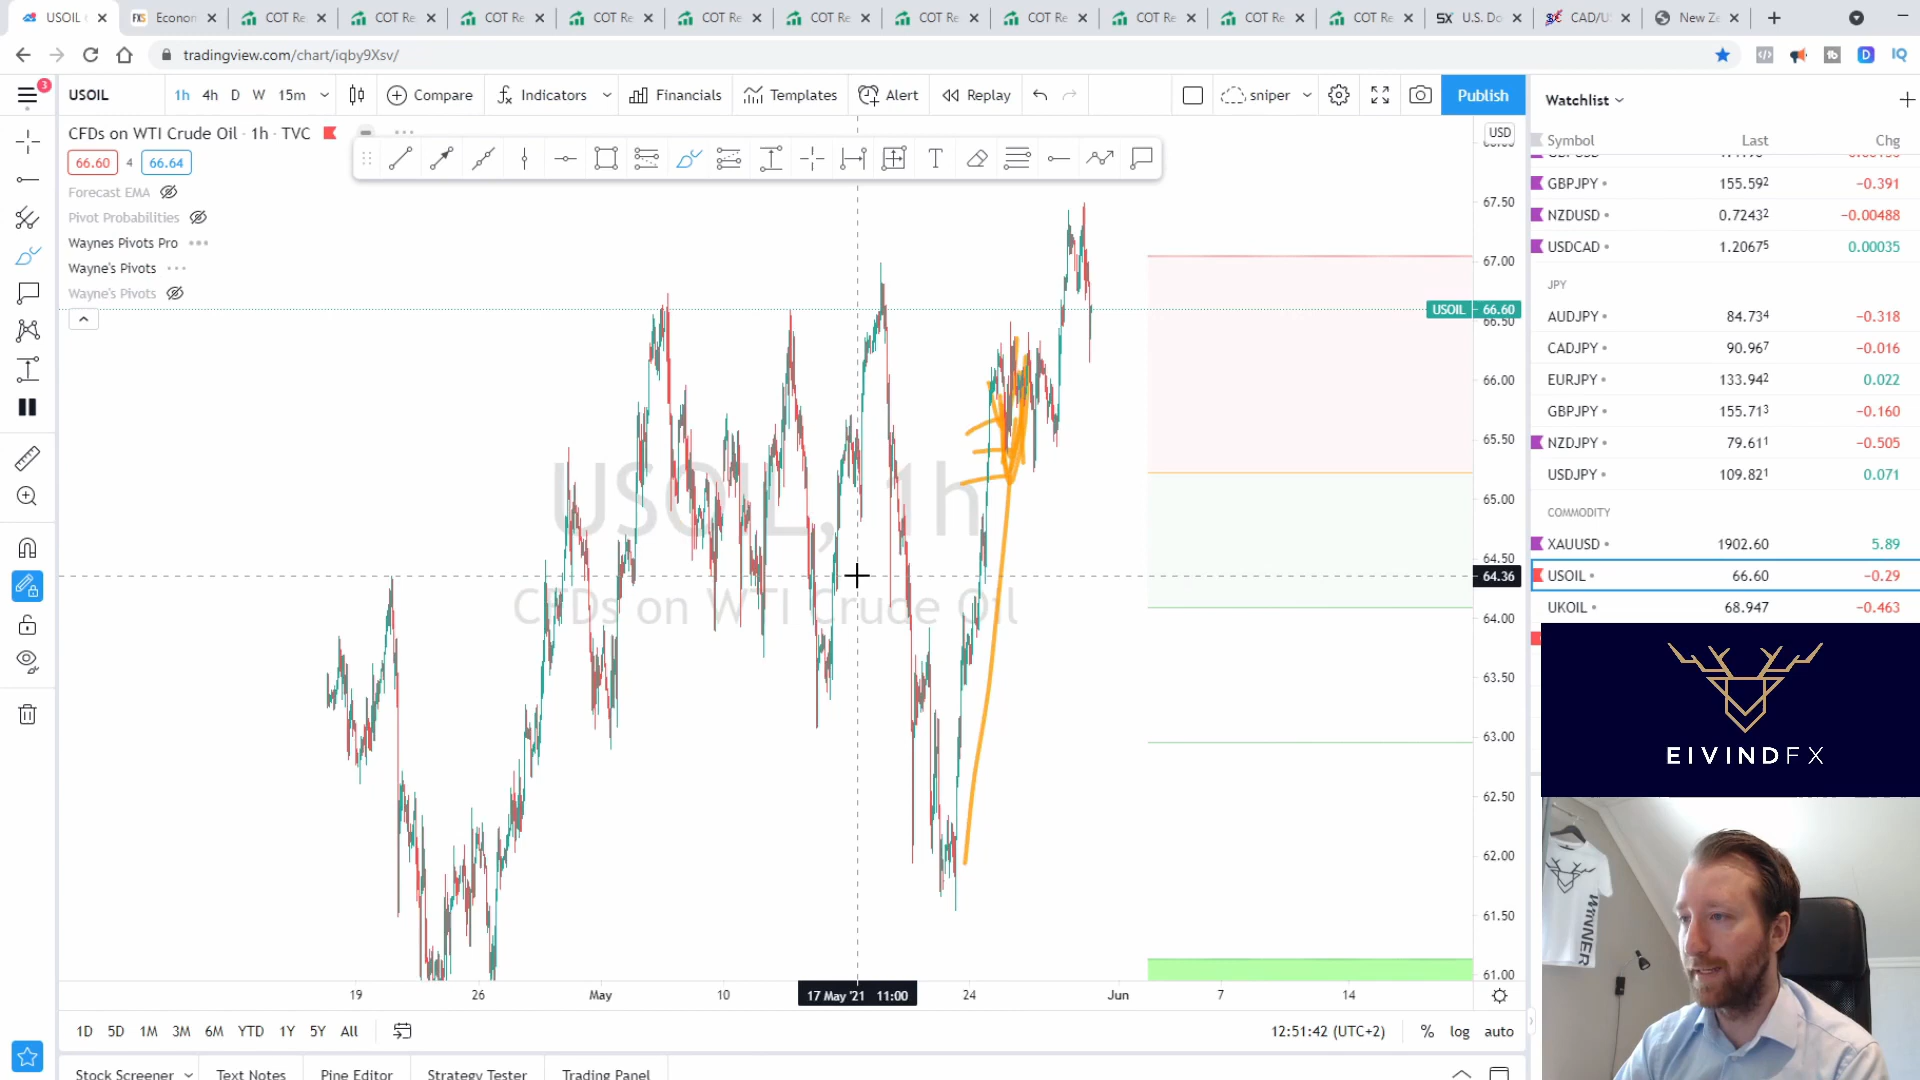 USOIL
Econom
COT Re
COT Re
COT Re
COT Re
COT Re
COT Re
COT Re
COT Re
COT Re
COT Re
COT Re
U.S. Do
CAD/U
New Ze
tradingview.com/chart/iqby9Xsv/
3
USOIL 1h 4h D W 15m Compare Indicators Financials Templates Alert Replay sniper Publish
CFDs on WTI Crude Oil · 1h · TVC
66.60 4 66.64
Forecast EMA
Pivot Probabilities
Waynes Pivots Pro
Wayne's Pivots
Wayne's Pivots
USOIL, 1h
CFDs on WTI Crude Oil
USD
67.50
67.00
USOIL 66.60
66.50
66.00
65.50
65.00
64.50
64.36
64.00
63.50
63.00
62.50
62.00
61.50
61.00
19 26 May 10 17 May '21 11:00 24 Jun 7 14
1D 5D 1M 3M 6M YTD 1Y 5Y All
12:51:42 (UTC+2) % log auto
Stock Screener Text Notes Pine Editor Strategy Tester Trading Panel
Watchlist
Symbol Last Chg
GBPJPY 155.592 −0.391
NZDUSD 0.72432 −0.00488
USDCAD 1.20675 0.00035
JPY
AUDJPY 84.734 −0.318
CADJPY 90.967 −0.016
EURJPY 133.942 0.022
GBPJPY 155.713 −0.160
NZDJPY 79.611 −0.505
USDJPY 109.821 0.071
COMMODITY
XAUUSD 1902.60 5.89
USOIL 66.60 −0.29
UKOIL 68.947 −0.463
EIVINDFX
WINNER